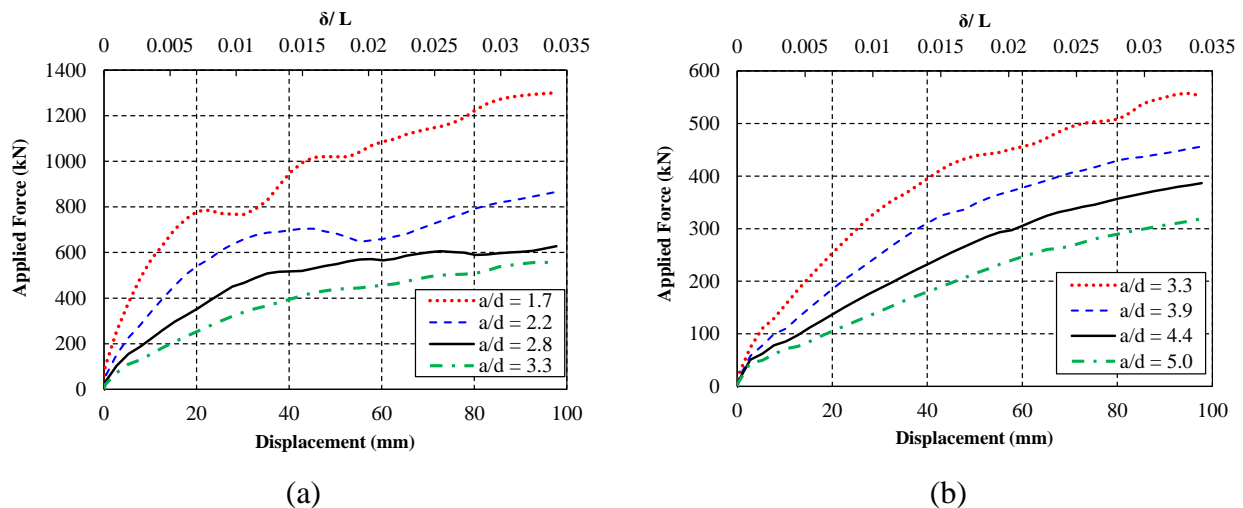 δ/ L
0 0.005 0.01 0.015 0.02 0.025 0.03 0.035
1400
1200
1000
800
600
400
200
0
Applied Force (kN)
a/d = 1.7
a/d = 2.2
a/d = 2.8
a/d = 3.3
0 20 40 60 80 100
Displacement (mm)
(a)
δ/ L
0 0.005 0.01 0.015 0.02 0.025 0.03 0.035
600
500
400
300
200
100
0
Applied Force (kN)
a/d = 3.3
a/d = 3.9
a/d = 4.4
a/d = 5.0
0 20 40 60 80 100
Displacement (mm)
(b)